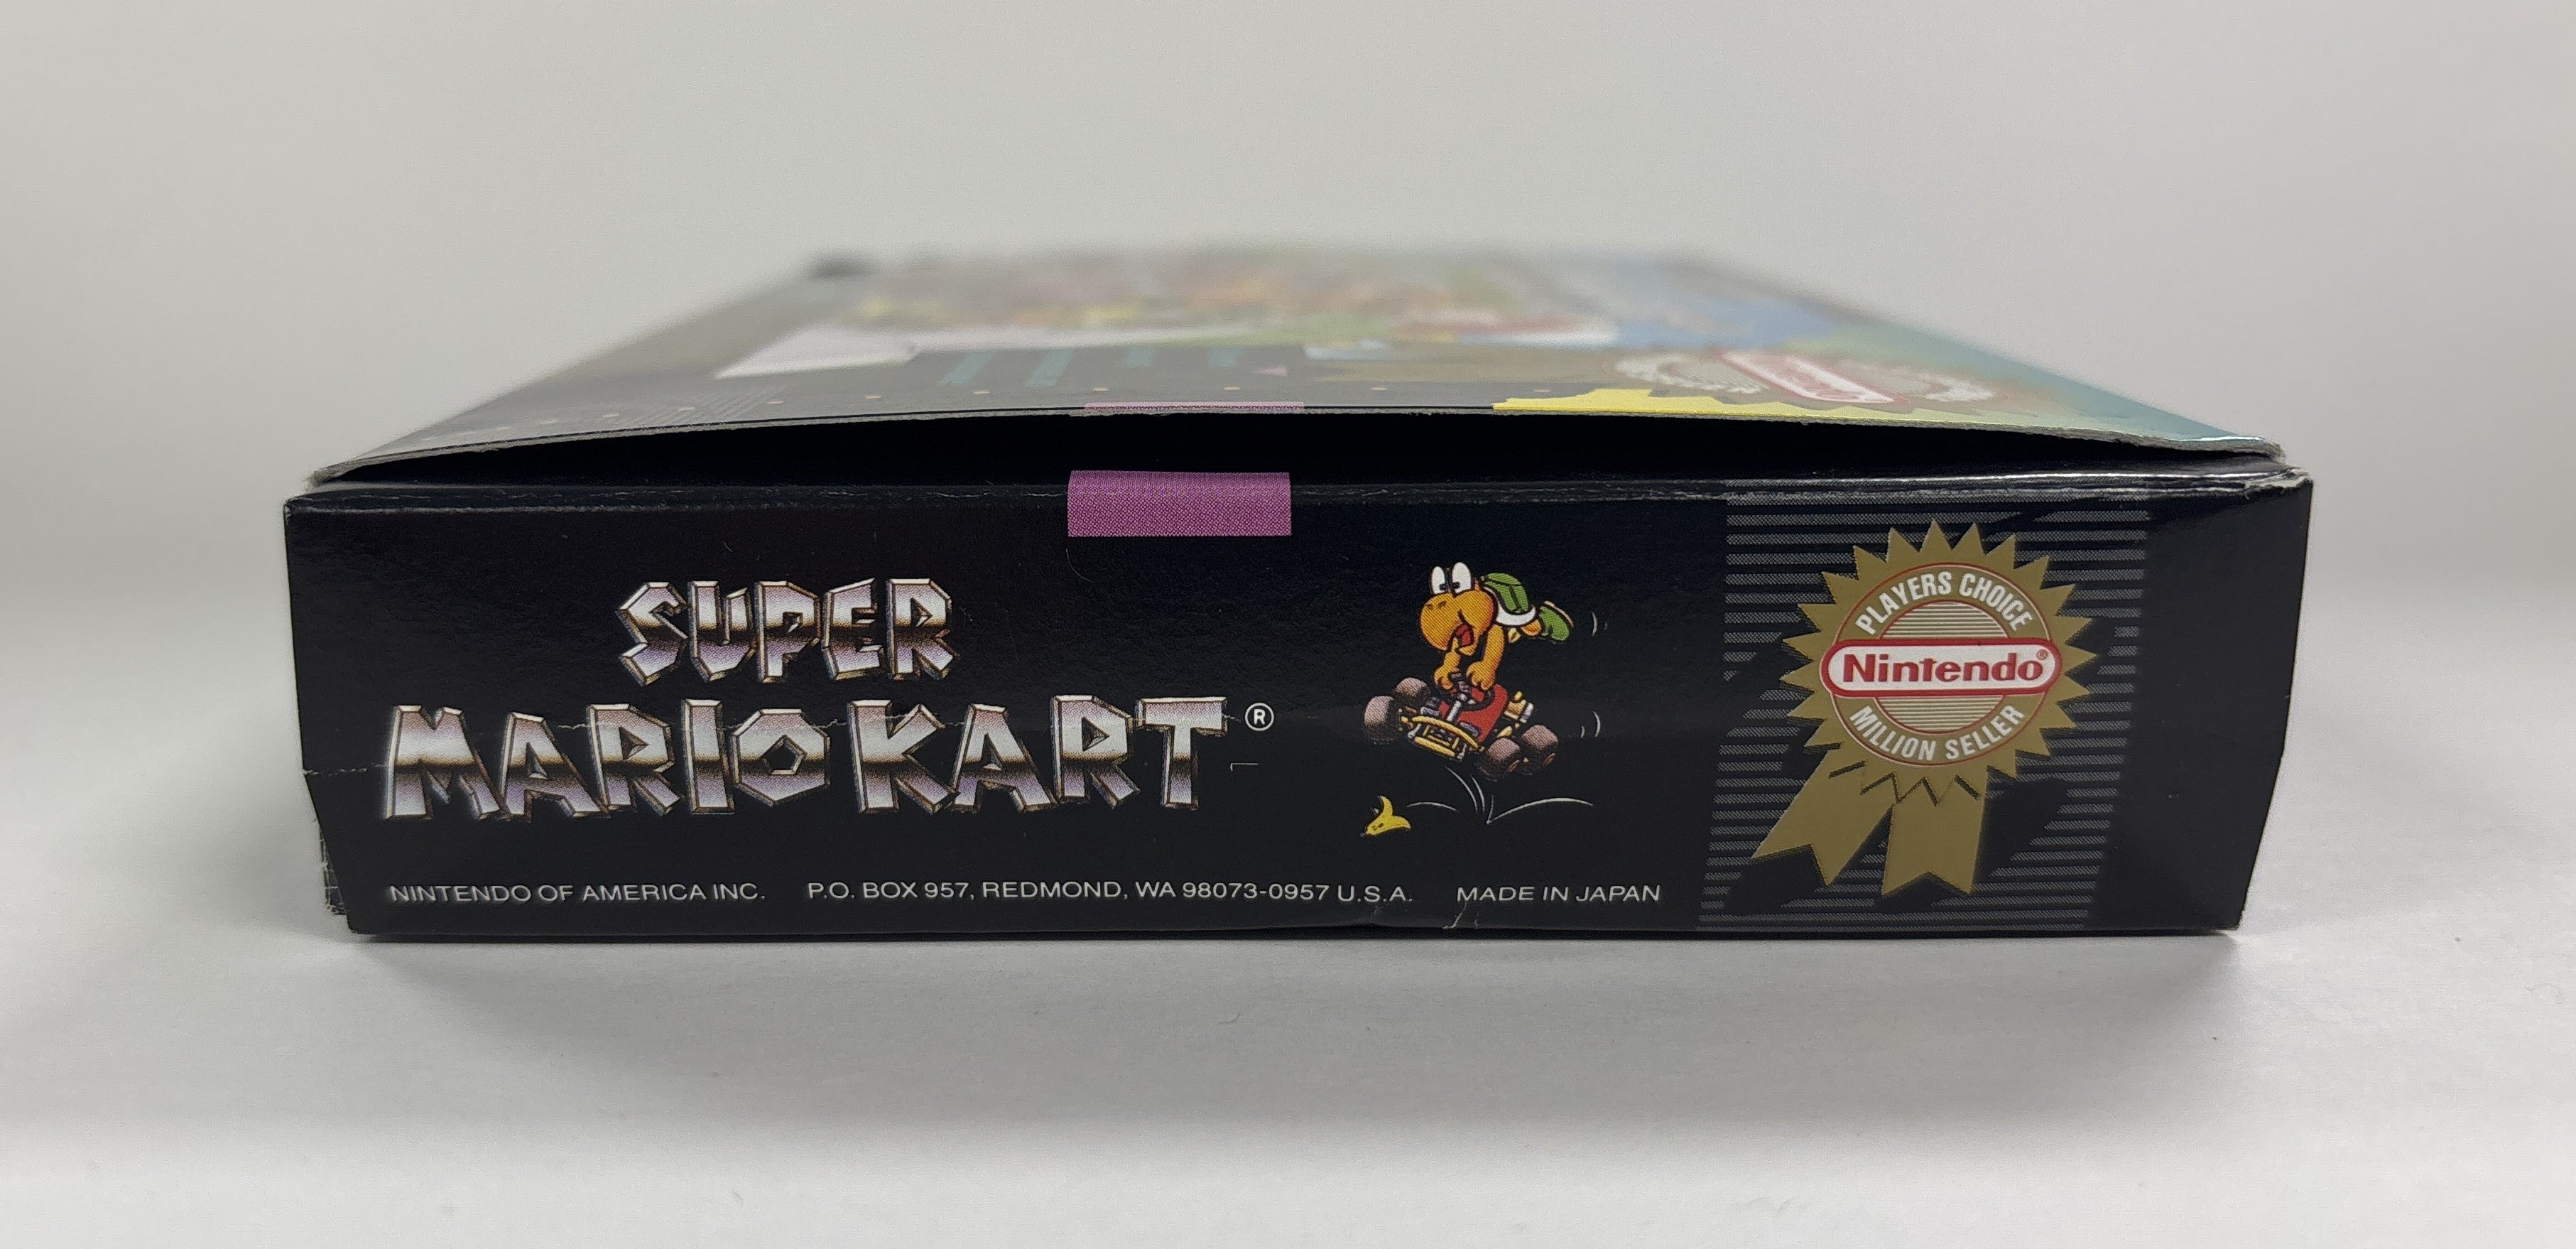 SUPER
MARIO KART®
NINTENDO OF AMERICA INC. P.O. BOX 957, REDMOND, WA 98073-0957 U.S.A. MADE IN JAPAN
PLAYERS CHOICE
Nintendo®
MILLION SELLER